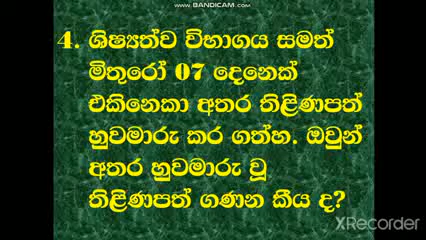 WWW.BANDICAM.COM
4. ශිෂ්‍යත්ව විභාගය සමත්
මිතුරෝ 07 දෙනෙක්
එකිනෙකා අතර තිළිණපත්
හුවමාරු කර ගත්හ. ඔවුන්
අතර හුවමාරු වූ
තිළිණපත් ගණන කීය ද?
XRecorder